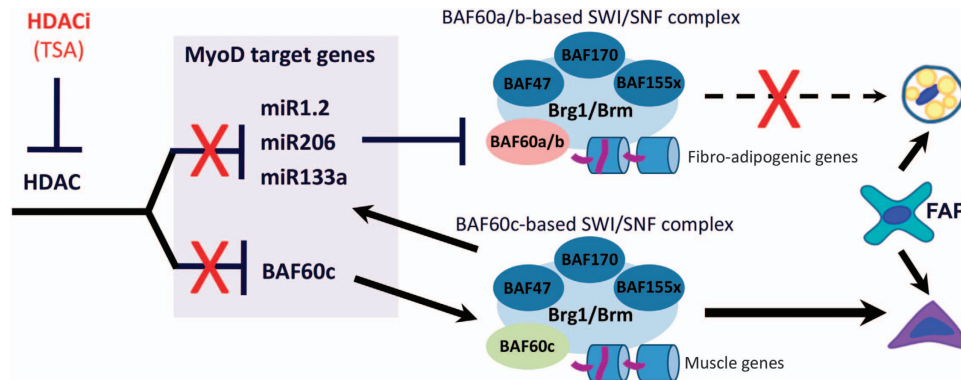 HDACi
(TSA)
HDAC
MyoD target genes
miR1.2
miR206
miR133a
BAF60c
BAF60a/b-based SWI/SNF complex
BAF170
BAF47
BAF155x
Brg1/Brm
BAF60a/b
Fibro-adipogenic genes
BAF60c-based SWI/SNF complex
BAF170
BAF47
BAF155x
Brg1/Brm
BAF60c
Muscle genes
FAP